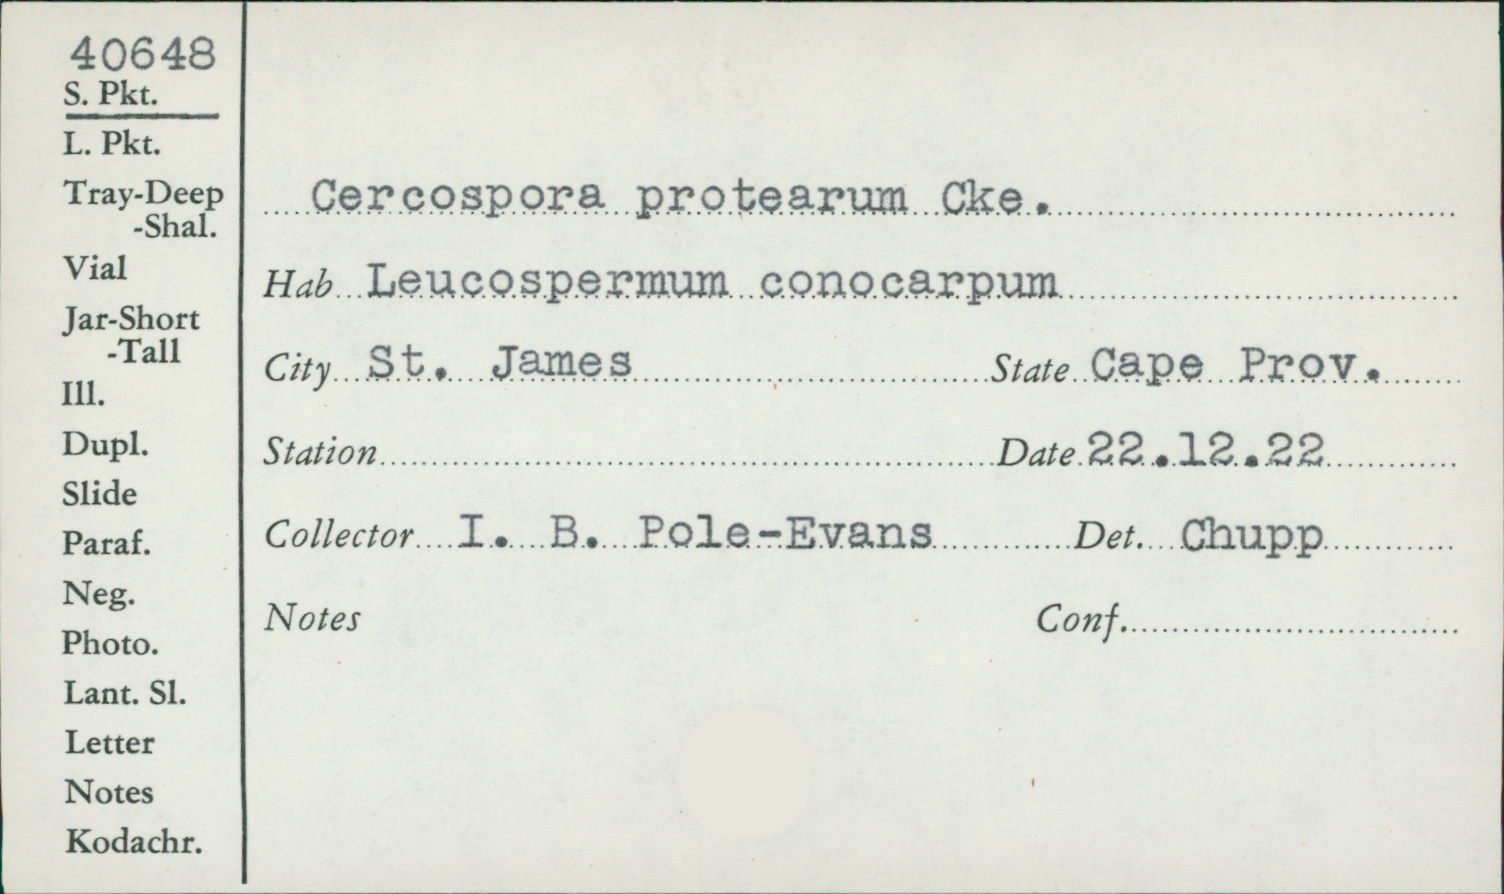 40648
S. Pkt.
L. Pkt.
Tray-Deep
-Shal.
Vial
Jar-Short
-Tall
Ill.
Dupl.
Slide
Paraf.
Neg.
Photo.
Lant. Sl.
Letter
Notes
Kodachr.
Cercospora protearum Cke.
Hab Leucospermum conocarpum
City St. James State Cape Prov.
Station Date 22.12.22
Collector I. B. Pole-Evans Det. Chupp
Notes Conf.